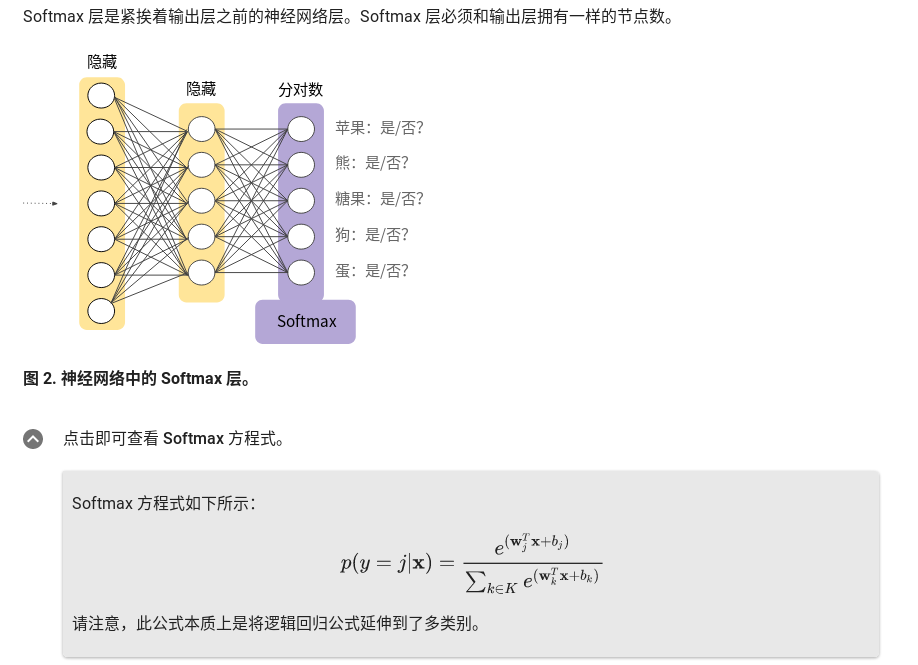 Softmax 层是紧挨着输出层之前的神经网络层。Softmax 层必须和输出层拥有一样的节点数。
隐藏
隐藏
分对数
苹果：是/否?
熊：是/否?
糖果：是/否?
狗：是/否?
蛋：是/否?
Softmax
图 2. 神经网络中的 Softmax 层。
点击即可查看 Softmax 方程式。
Softmax 方程式如下所示：
p(y = j|\mathbf{x}) = \frac{e^{(\mathbf{w}_j^T\mathbf{x}+b_j)}}{\sum_{k \in K} e^{(\mathbf{w}_k^T\mathbf{x}+b_k)}}
请注意，此公式本质上是将逻辑回归公式延伸到了多类别。